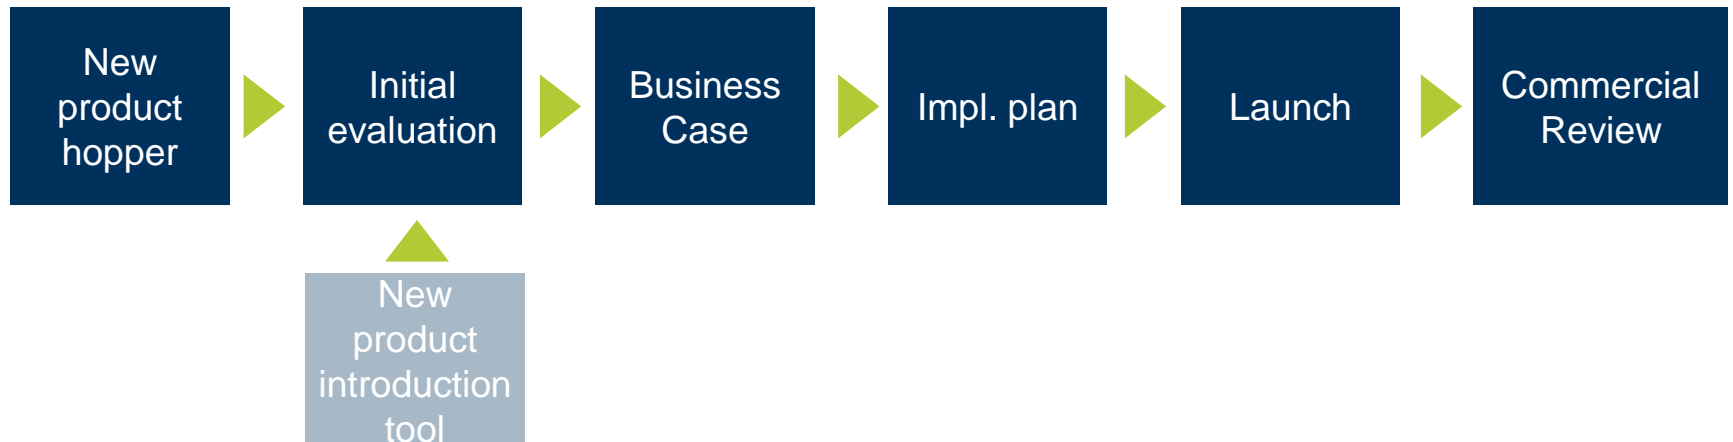 New
product
hopper
Initial
evaluation
Business
Case
Impl. plan
Launch
Commercial
Review
New
product
introduction
tool